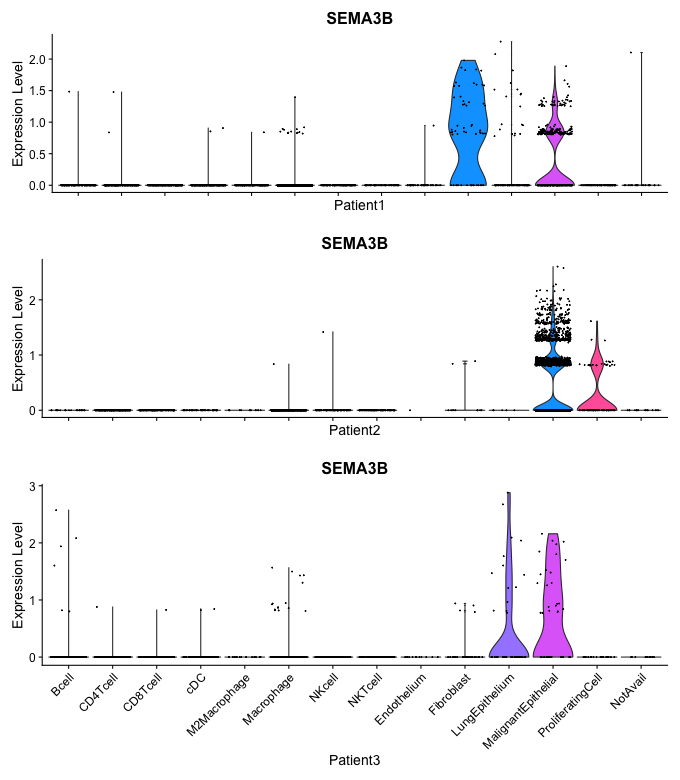 SEMA3B
Expression Level
2.0
1.5
1.0
0.5
0.0
Patient1
SEMA3B
Expression Level
2
1
0
Patient2
SEMA3B
Expression Level
3
2
1
0
Bcell
CD4Tcell
CD8Tcell
cDC
M2Macrophage
Macrophage
NKcell
NKTcell
Endothelium
Fibroblast
LungEpithelium
MalignantEpithelial
ProliferatingCell
NotAvail
Patient3